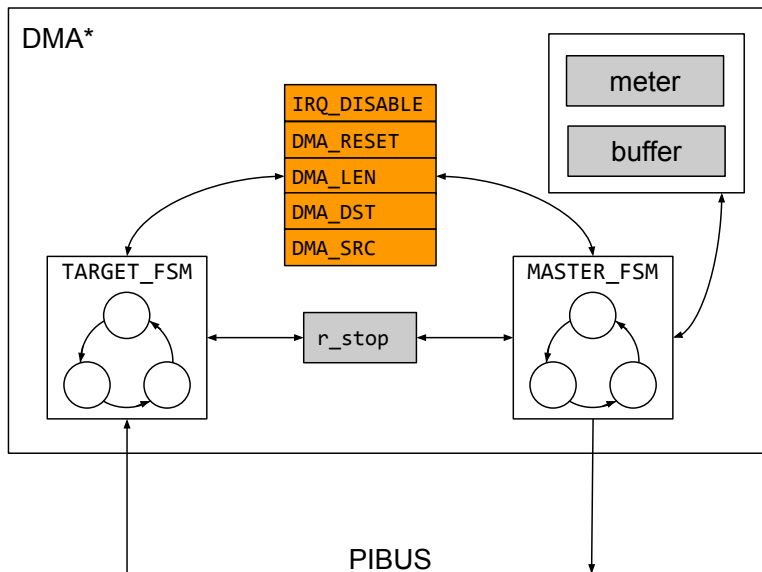 DMA*
meter
buffer
IRQ_DISABLE
DMA_RESET
DMA_LEN
DMA_DST
DMA_SRC
TARGET_FSM
r_stop
MASTER_FSM
PIBUS